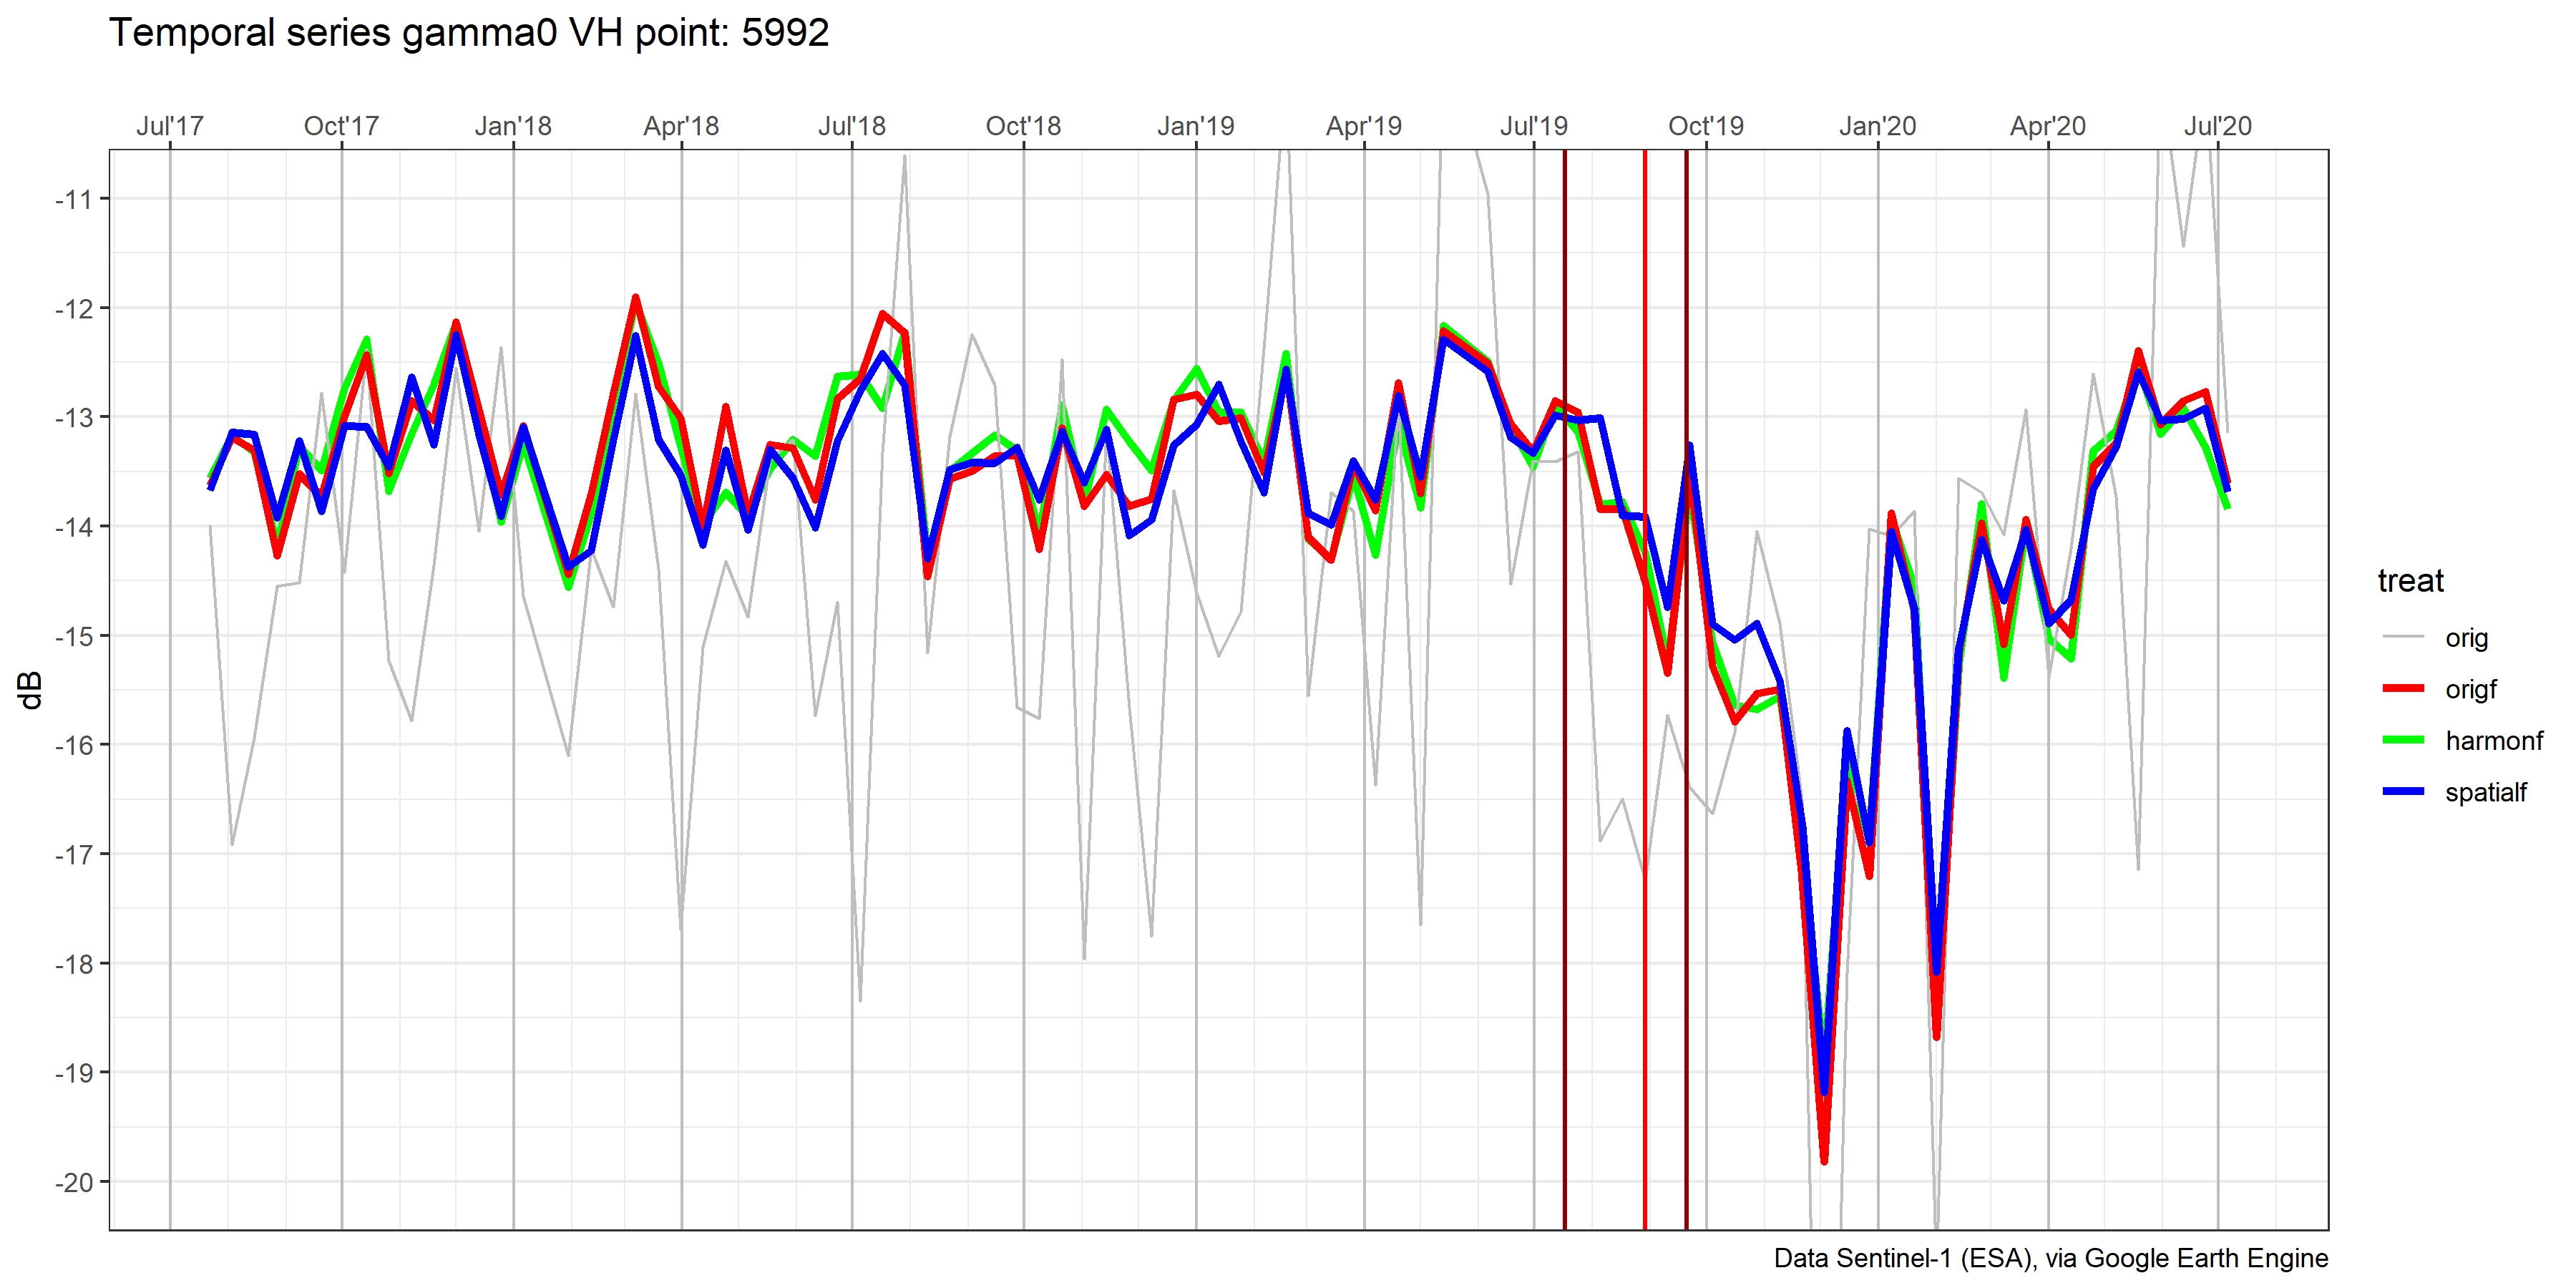 Temporal series gamma0 VH point: 5992
Jul'17 Oct'17 Jan'18 Apr'18 Jul'18 Oct'18 Jan'19 Apr'19 Jul'19 Oct'19 Jan'20 Apr'20 Jul'20
-11
-12
-13
-14
-15
-16
-17
-18
-19
-20
dB
treat
orig
origf
harmonf
spatialf
Data Sentinel-1 (ESA), via Google Earth Engine